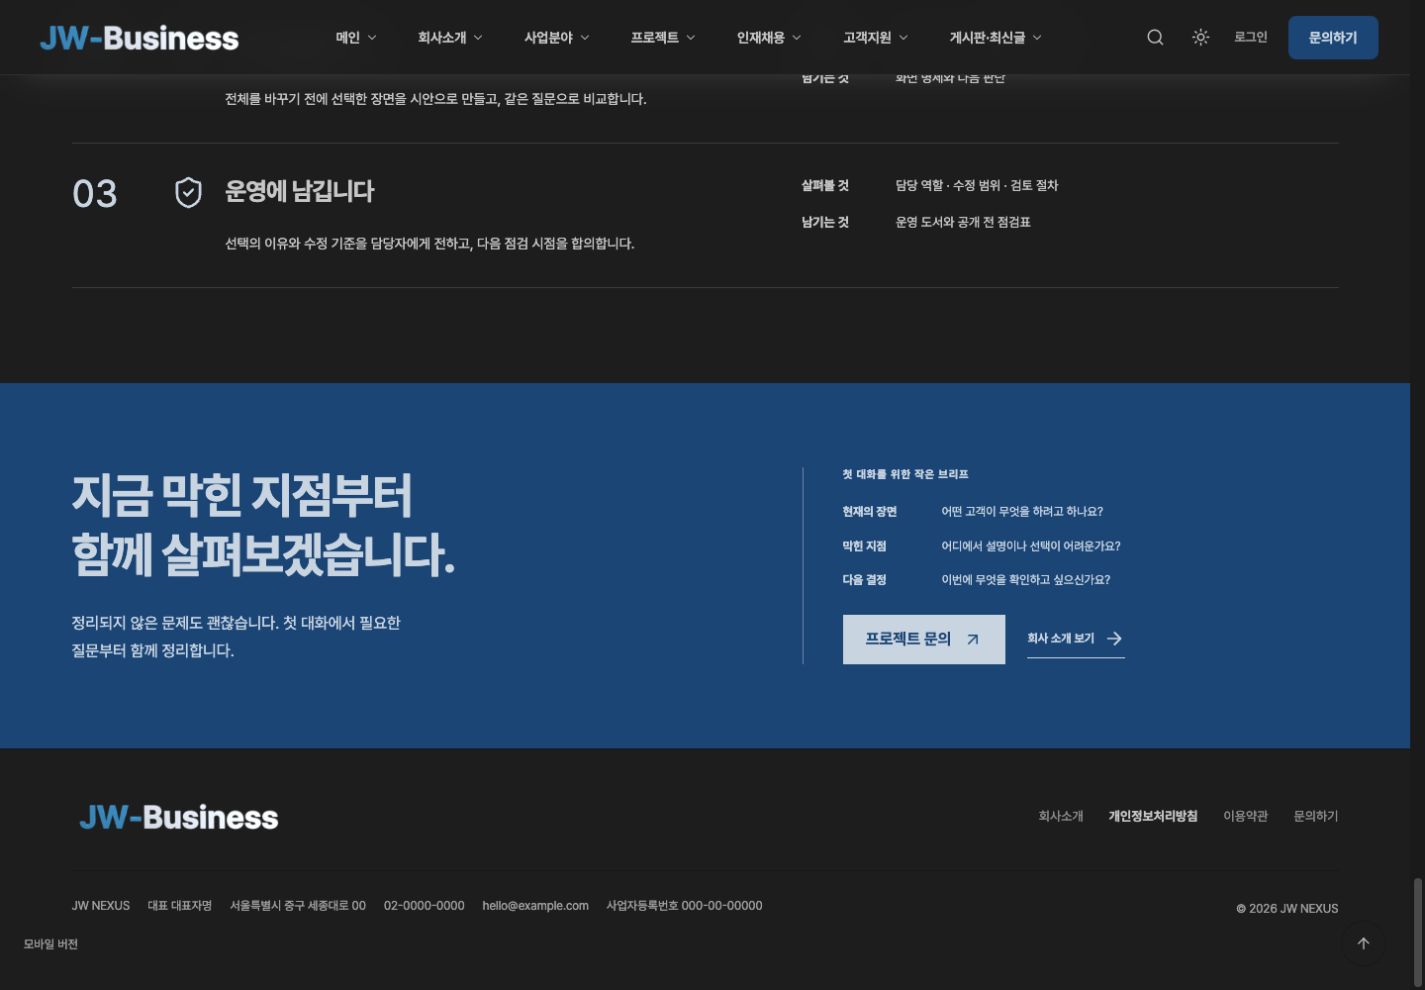 JW-Business
메인
회사소개
사업분야
프로젝트
인재채용
고객지원
게시판·최신글
로그인
문의하기
전체를 바꾸기 전에 선택한 장면을 시안으로 만들고, 같은 질문으로 비교합니다.
남기는 것
화면 명세와 다음 판단
03
운영에 남깁니다
선택의 이유와 수정 기준을 담당자에게 전하고, 다음 점검 시점을 합의합니다.
살펴볼 것
담당 역할 · 수정 범위 · 검토 절차
남기는 것
운영 도서와 공개 전 점검표
지금 막힌 지점부터
함께 살펴보겠습니다.
정리되지 않은 문제도 괜찮습니다. 첫 대화에서 필요한
질문부터 함께 정리합니다.
첫 대화를 위한 작은 브리프
현재의 장면
어떤 고객이 무엇을 하려고 하나요?
막힌 지점
어디에서 설명이나 선택이 어려운가요?
다음 결정
이번에 무엇을 확인하고 싶으신가요?
프로젝트 문의
회사 소개 보기
JW-Business
회사소개
개인정보처리방침
이용약관
문의하기
JW NEXUS
대표 대표자명
서울특별시 중구 세종대로 00
02-0000-0000
hello@example.com
사업자등록번호 000-00-00000
© 2026 JW NEXUS
모바일 버전